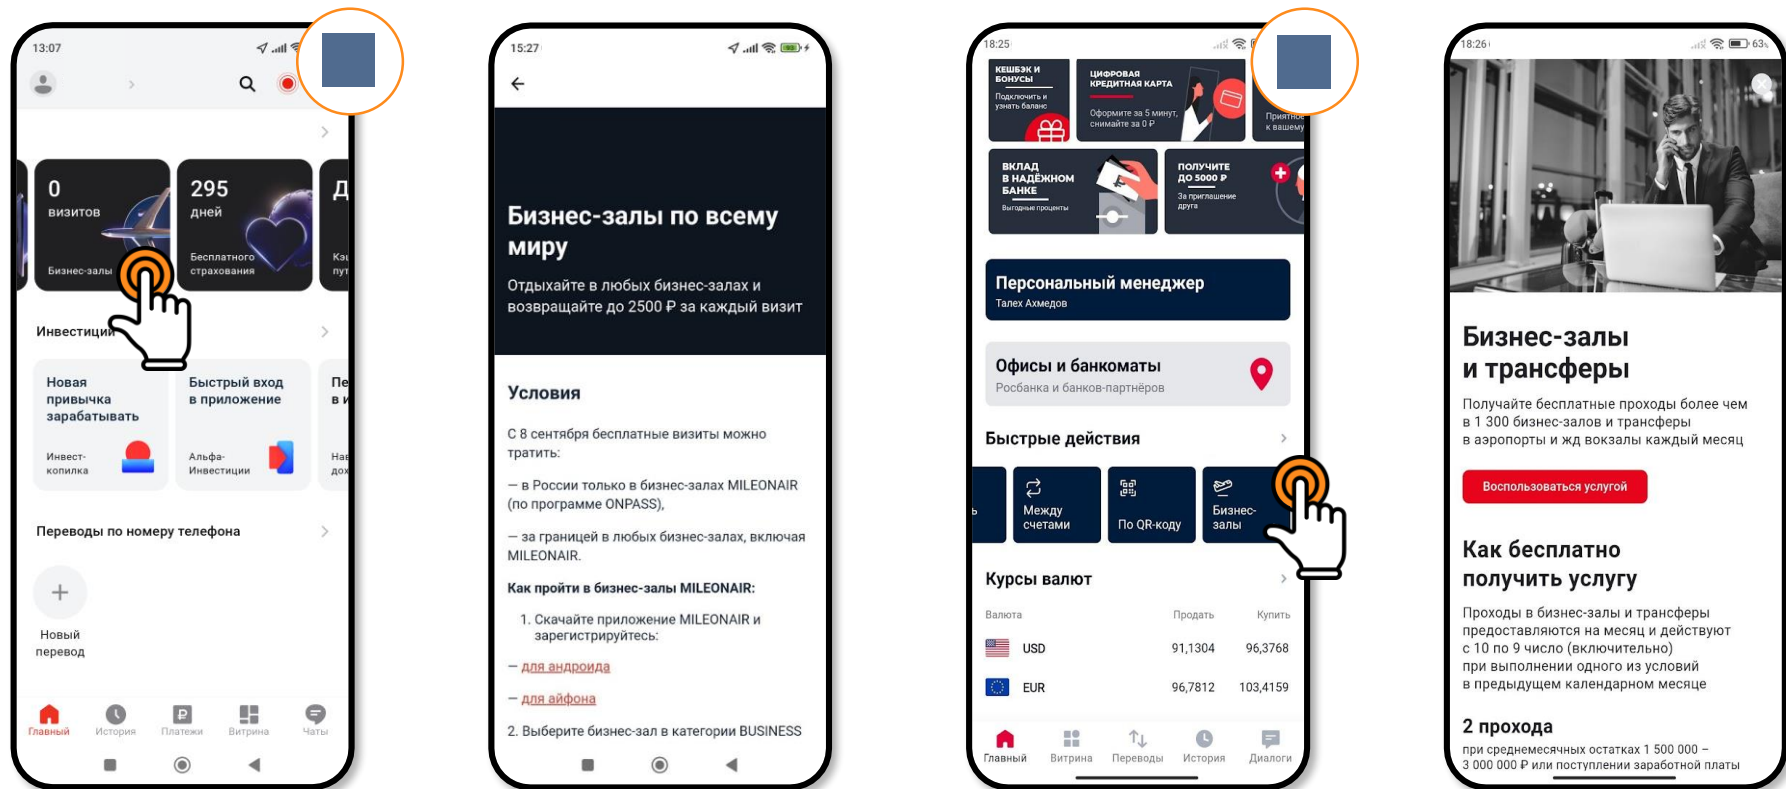 13:07
0
визитов
Бизнес-залы
295
дней
Бесплатного
страхования
Д
Кэш
пут
Инвестиции
Новая
привычка
зарабатывать
Инвест-
копилка
Быстрый вход
в приложение
Альфа-
Инвестиции
Пе
в и
Нав
дох
Переводы по номеру телефона
Новый
перевод
Главный
История
Платежи
Витрина
Чаты
15:27
Бизнес-залы по всему
миру
Отдыхайте в любых бизнес-залах и
возвращайте до 2500 ₽ за каждый визит
Условия
С 8 сентября бесплатные визиты можно
тратить:
— в России только в бизнес-залах MILEONAIR
(по программе ONPASS),
— за границей в любых бизнес-залах, включая
MILEONAIR.
Как пройти в бизнес-залы MILEONAIR:
1. Скачайте приложение MILEONAIR и
зарегистрируйтесь:
— для андроида
— для айфона
2. Выберите бизнес-зал в категории BUSINESS
18:25
КЕШБЭК И
БОНУСЫ
Подключить и
узнать баланс
ЦИФРОВАЯ
КРЕДИТНАЯ КАРТА
Оформите за 5 минут,
снимайте за 0 ₽
Приятное
к вашему
ВКЛАД
В НАДЁЖНОМ
БАНКЕ
Выгодные проценты
ПОЛУЧИТЕ
ДО 5000 ₽
За приглашение
друга
Персональный менеджер
Талех Ахмедов
Офисы и банкоматы
Росбанка и банков-партнёров
Быстрые действия
ь
Между
счетами
По QR-коду
Бизнес-
залы
Курсы валют
Валюта
Продать
Купить
USD
91,1304
96,3768
EUR
96,7812
103,4159
Главный
Витрина
Переводы
История
Диалоги
18:26
63%
Бизнес-залы
и трансферы
Получайте бесплатные проходы более чем
в 1 300 бизнес-залов и трансферы
в аэропорты и жд вокзалы каждый месяц
Воспользоваться услугой
Как бесплатно
получить услугу
Проходы в бизнес-залы и трансферы
предоставляются на месяц и действуют
с 10 по 9 число (включительно)
при выполнении одного из условий
в предыдущем календарном месяце
2 прохода
при среднемесячных остатках 1 500 000 –
3 000 000 ₽ или поступлении заработной платы